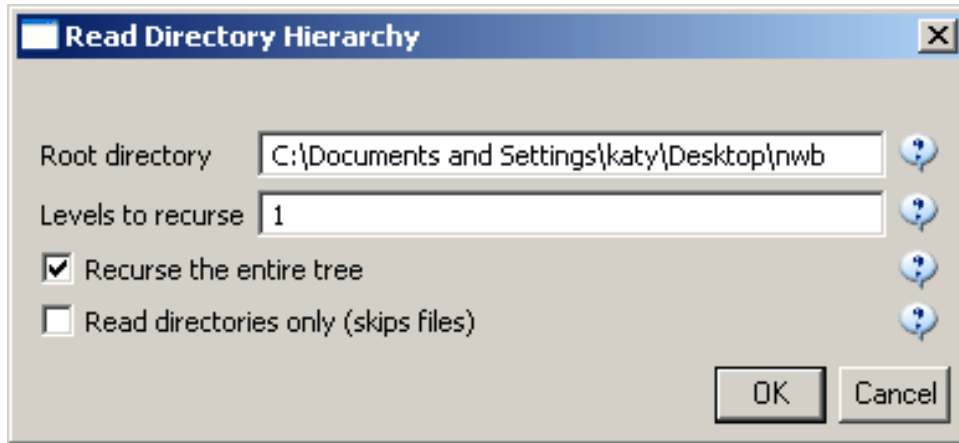 Read Directory Hierarchy
Root directory C:\Documents and Settings\katy\Desktop\nwb
Levels to recurse 1
Recurse the entire tree
Read directories only (skips files)
OK Cancel